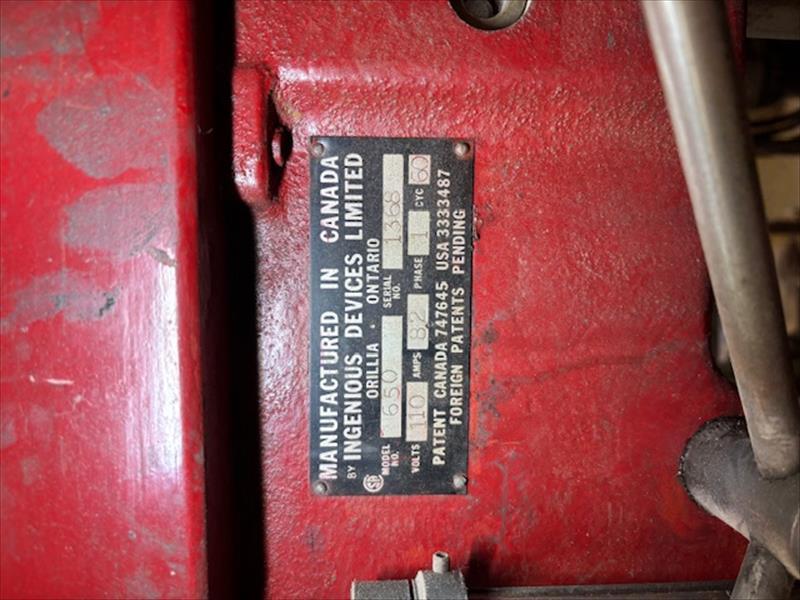 MANUFACTURED IN CANADA
BY INGENIOUS DEVICES LIMITED
ORILLIA · ONTARIO
MODEL NO. 1650 SERIAL NO. 1368
VOLTS 110 AMPS 8.2 PHASE 1 CYC 60
PATENT CANADA 747645 USA 3333487
FOREIGN PATENTS PENDING